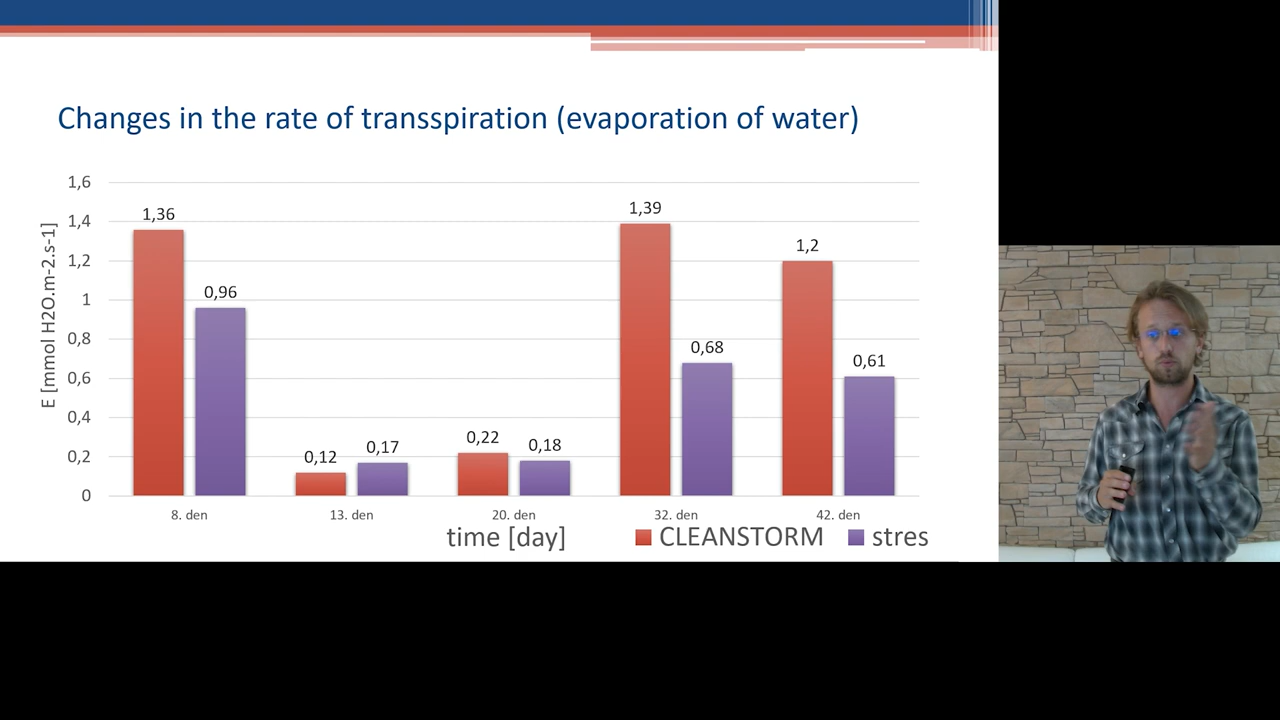 Changes in the rate of transspiration (evaporation of water)
E [mmol H2O.m-2.s-1]
1,6
1,4
1,2
1
0,8
0,6
0,4
0,2
0
1,36
0,96
0,12
0,17
0,22
0,18
1,39
0,68
1,2
0,61
8. den
13. den
20. den
32. den
42. den
time [day]
CLEANSTORM
stres